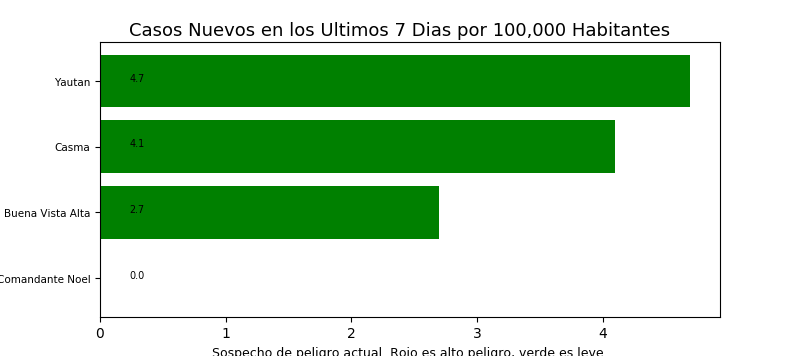 Casos Nuevos en los Ultimos 7 Dias por 100,000 Habitantes
Yautan 4.7
Casma 4.1
Buena Vista Alta 2.7
Comandante Noel 0.0
0 1 2 3 4
Sospecho de peligro actual. Rojo es alto peligro, verde es leve